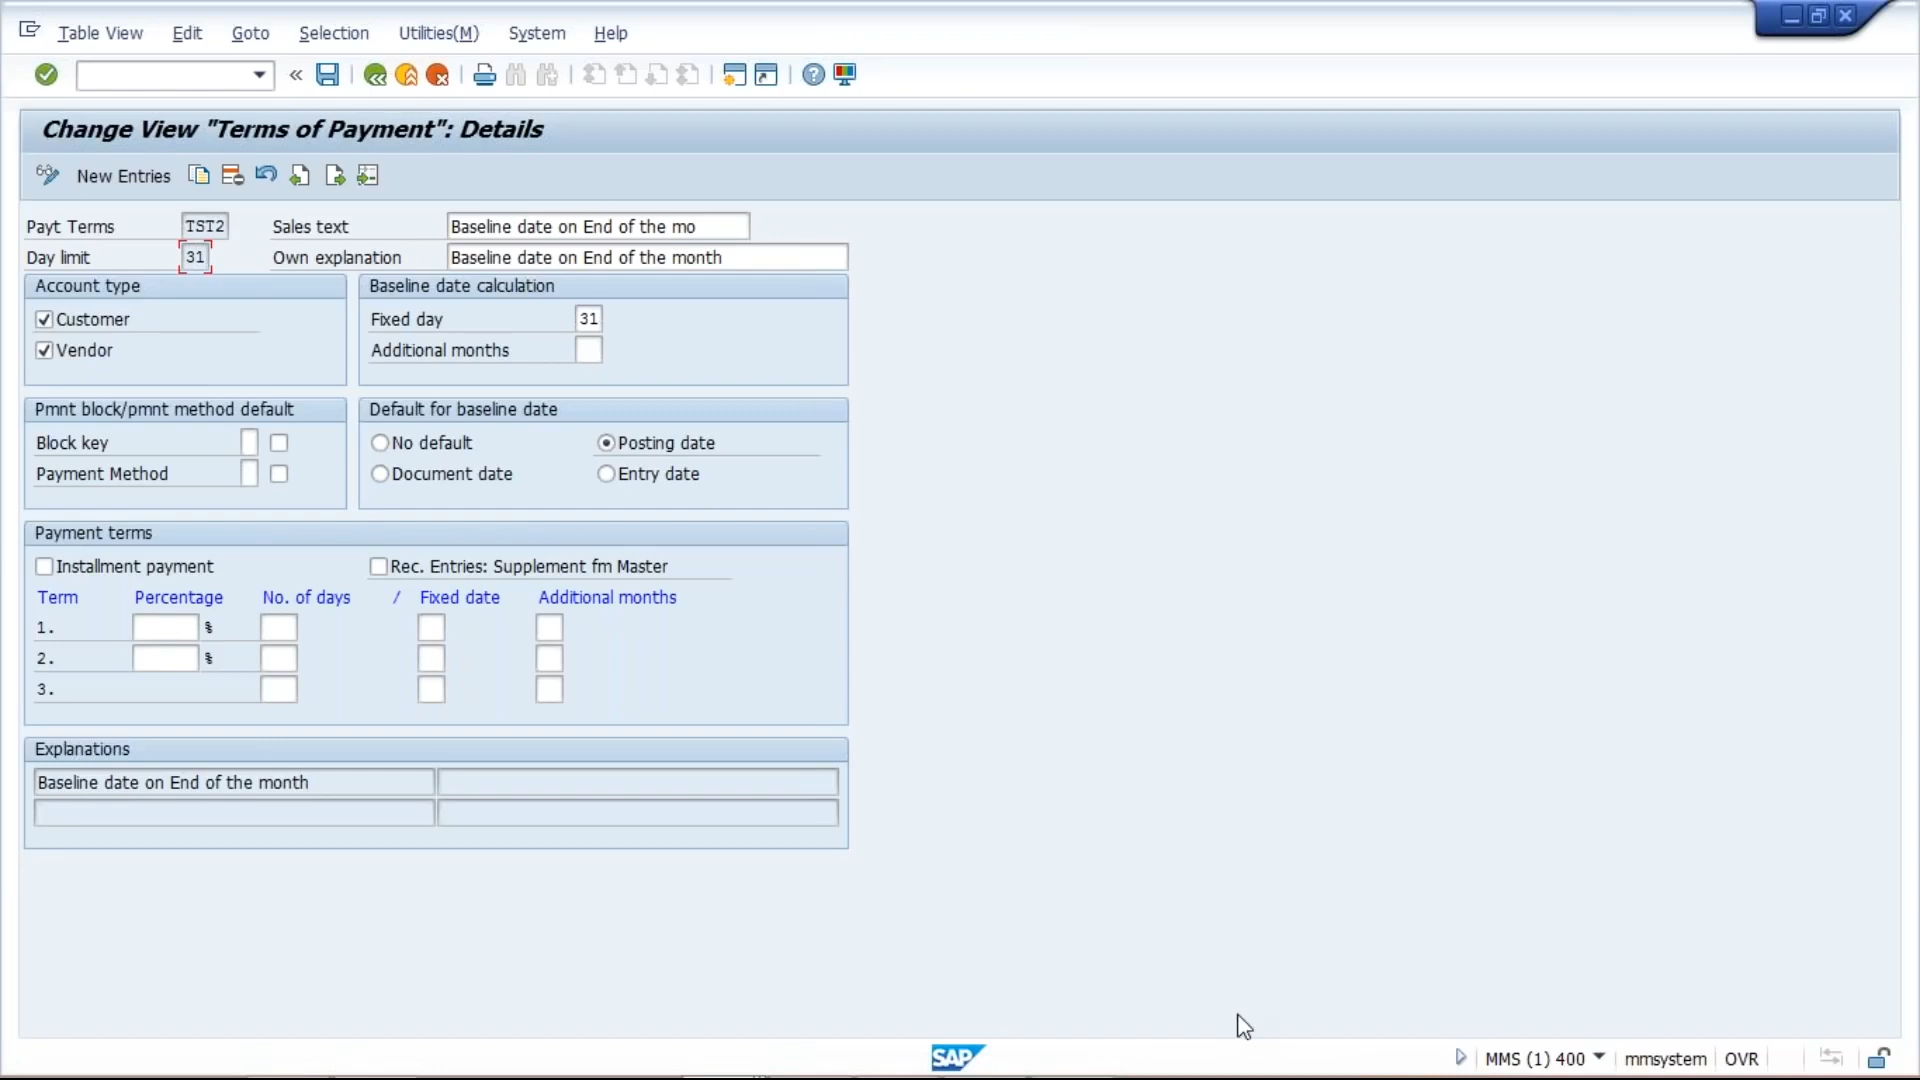 Table View Edit Goto Selection Utilities(M) System Help
Change View "Terms of Payment": Details
New Entries
Payt Terms TST2 Sales text Baseline date on End of the mo
Day limit 31 Own explanation Baseline date on End of the month
Account type Baseline date calculation
Customer Fixed day 31
Vendor Additional months
Pmnt block/pmnt method default Default for baseline date
Block key No default Posting date
Payment Method Document date Entry date
Payment terms
Installment payment Rec. Entries: Supplement fm Master
Term Percentage No. of days / Fixed date Additional months
1. %
2. %
3.
Explanations
Baseline date on End of the month
SAP MMS (1) 400 mmsystem OVR